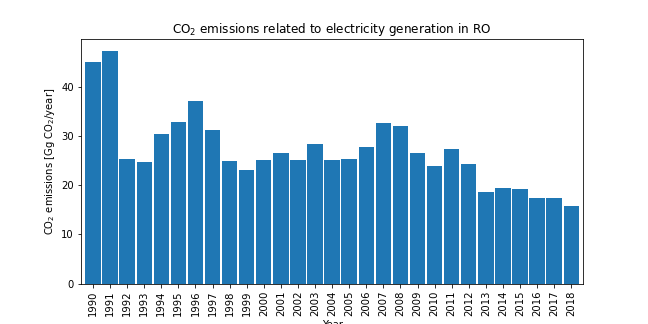 CO₂ emissions related to electricity generation in RO
CO₂ emissions [Gg CO₂/year]
40
30
20
10
0
1990 1991 1992 1993 1994 1995 1996 1997 1998 1999 2000 2001 2002 2003 2004 2005 2006 2007 2008 2009 2010 2011 2012 2013 2014 2015 2016 2017 2018
Year